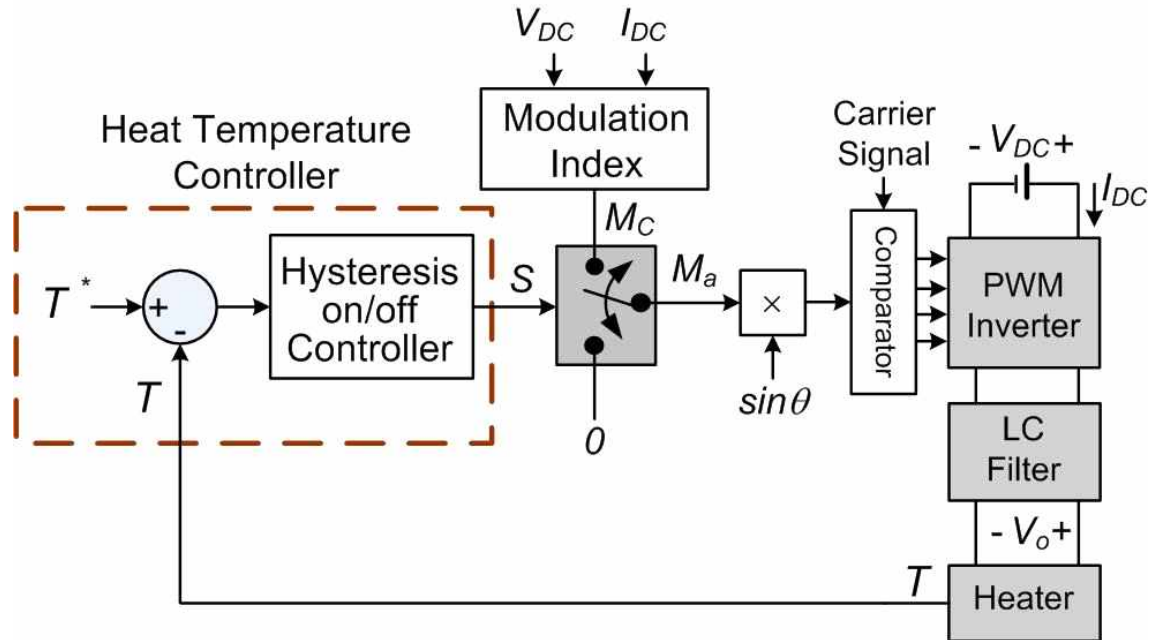 V_DC I_DC
Heat Temperature
Controller
Modulation
Index
Carrier
Signal
- V_DC +
I_DC
M_C
T*
+
-
Hysteresis
on/off
Controller
S
M_a
×
sinθ
Comparator
PWM
Inverter
T
0
LC
Filter
- V_o +
T
Heater